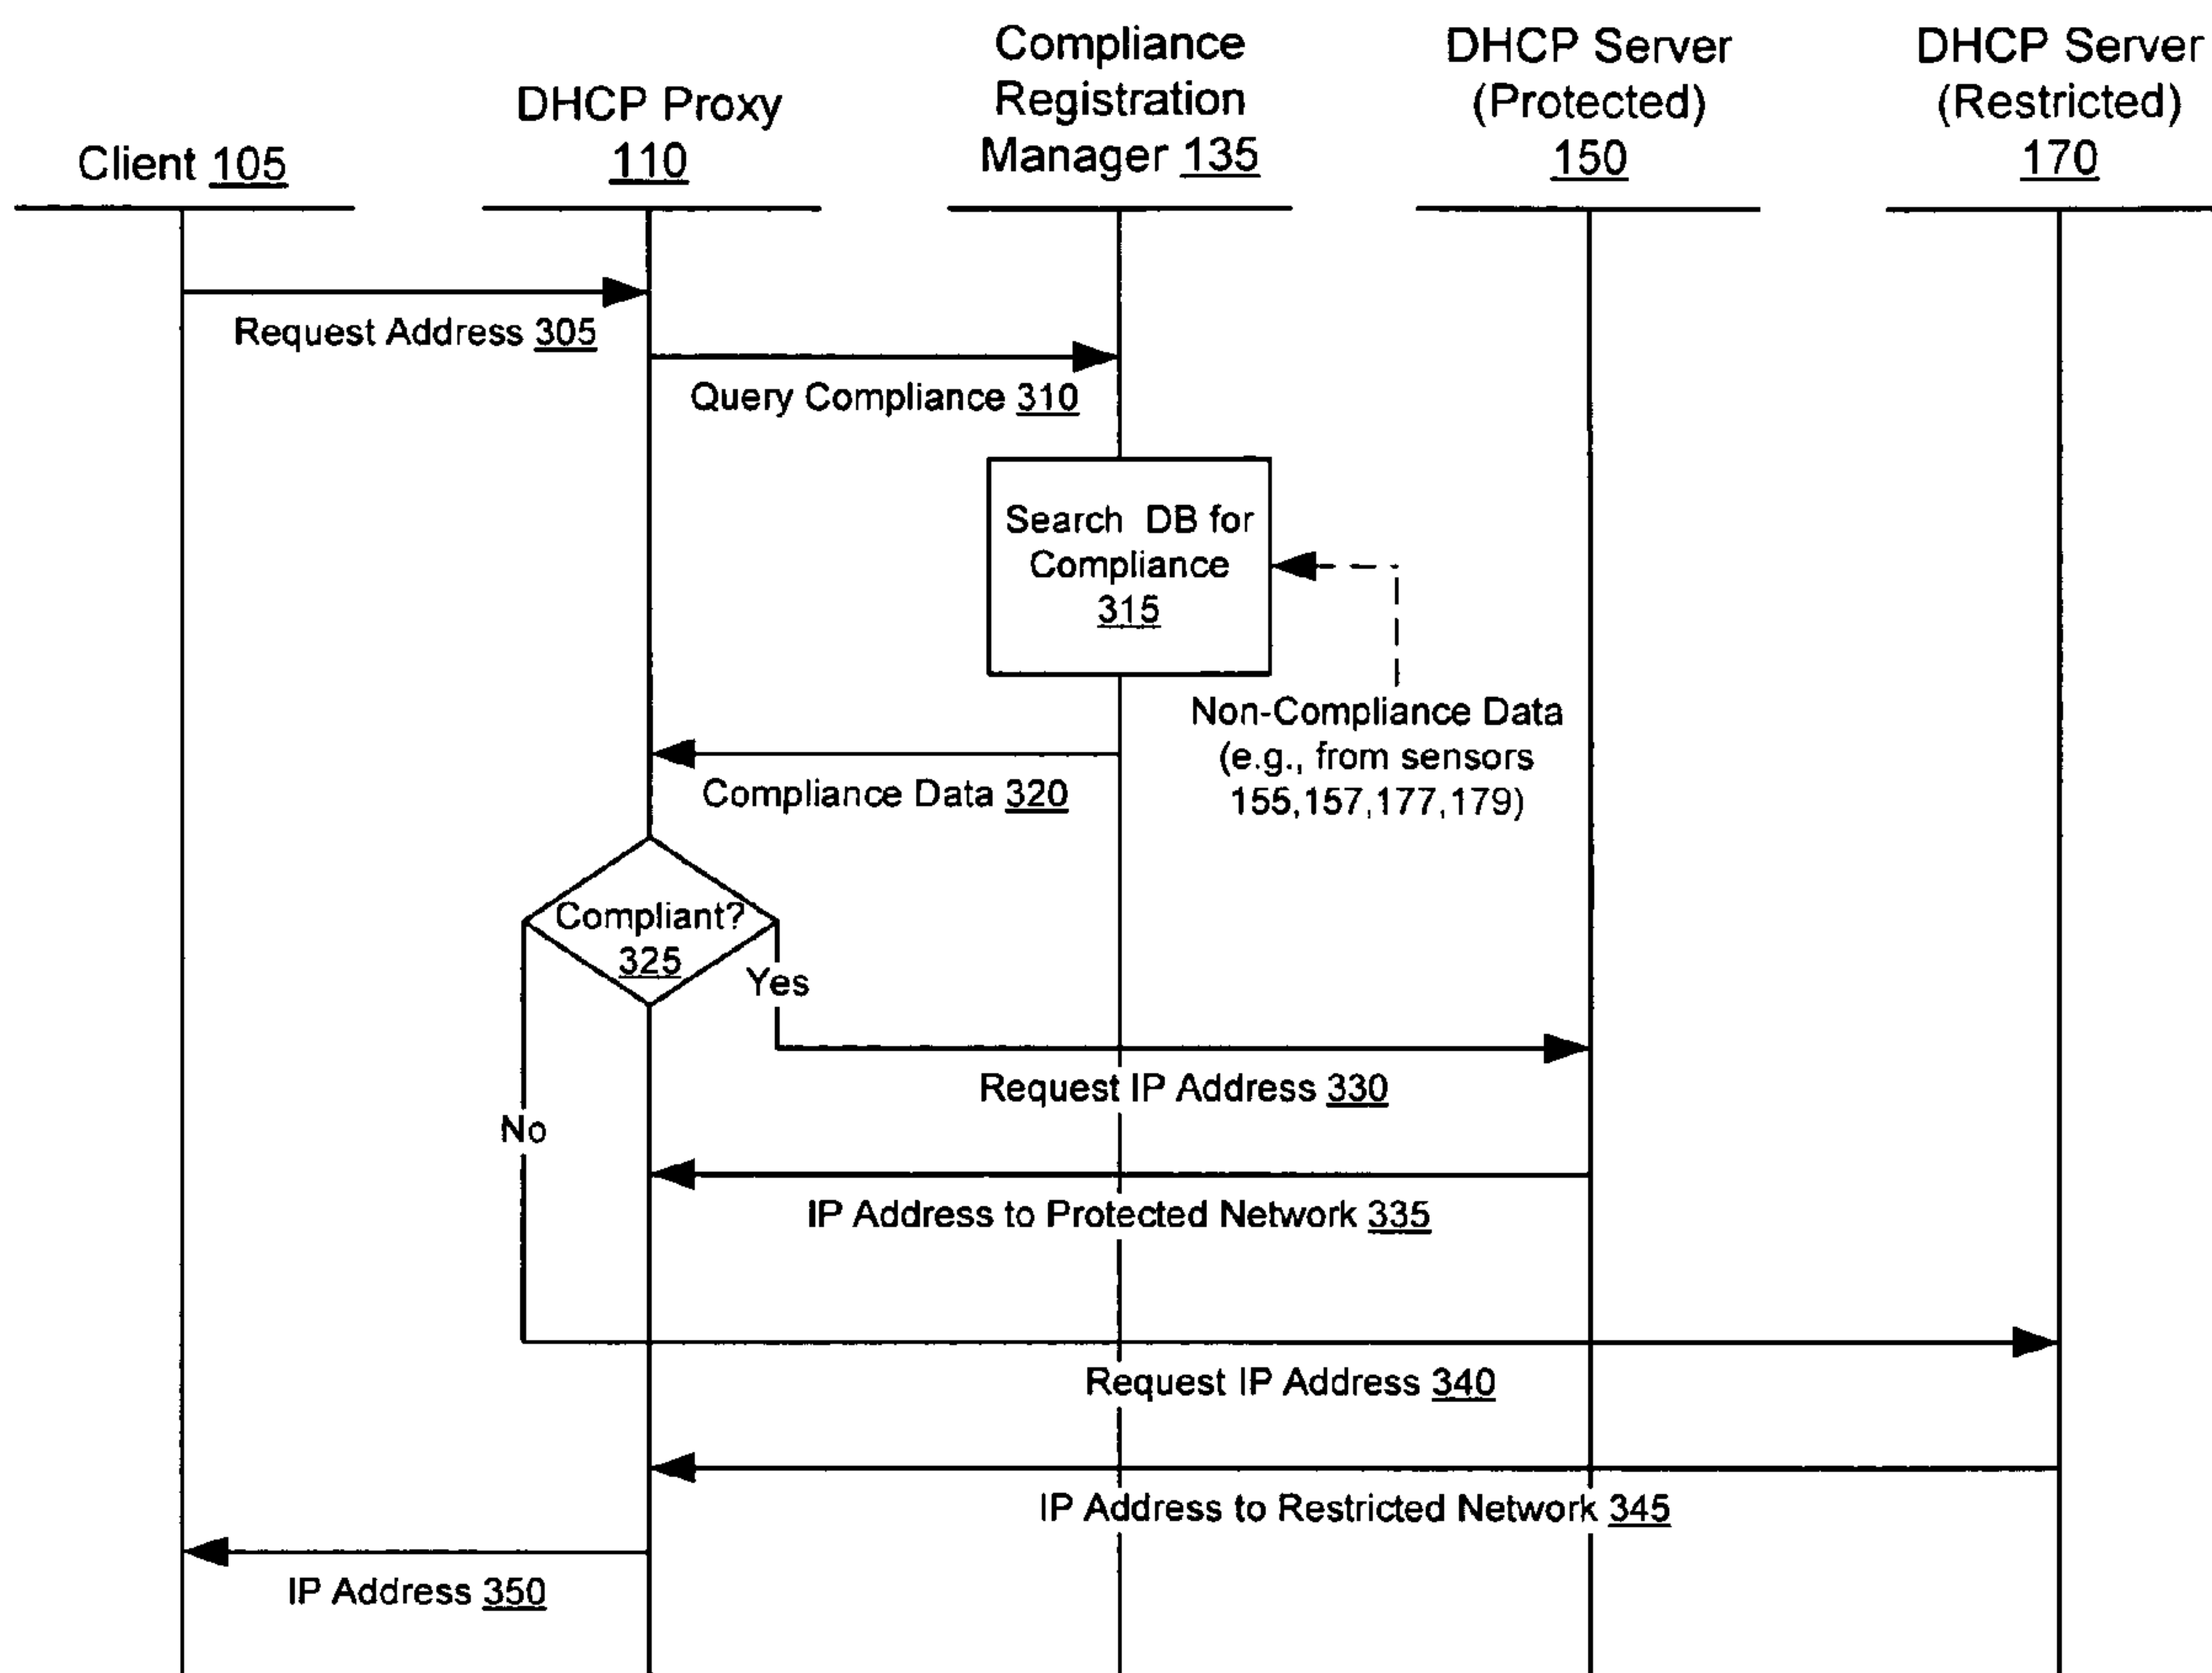 Client 105
DHCP Proxy
110
Compliance
Registration
Manager 135
DHCP Server
(Protected)
150
DHCP Server
(Restricted)
170
Request Address 305
Query Compliance 310
Search DB for
Compliance
315
Non-Compliance Data
(e.g., from sensors
155,157,177,179)
Compliance Data 320
Compliant?
325
Yes
Request IP Address 330
No
IP Address to Protected Network 335
Request IP Address 340
IP Address to Restricted Network 345
IP Address 350